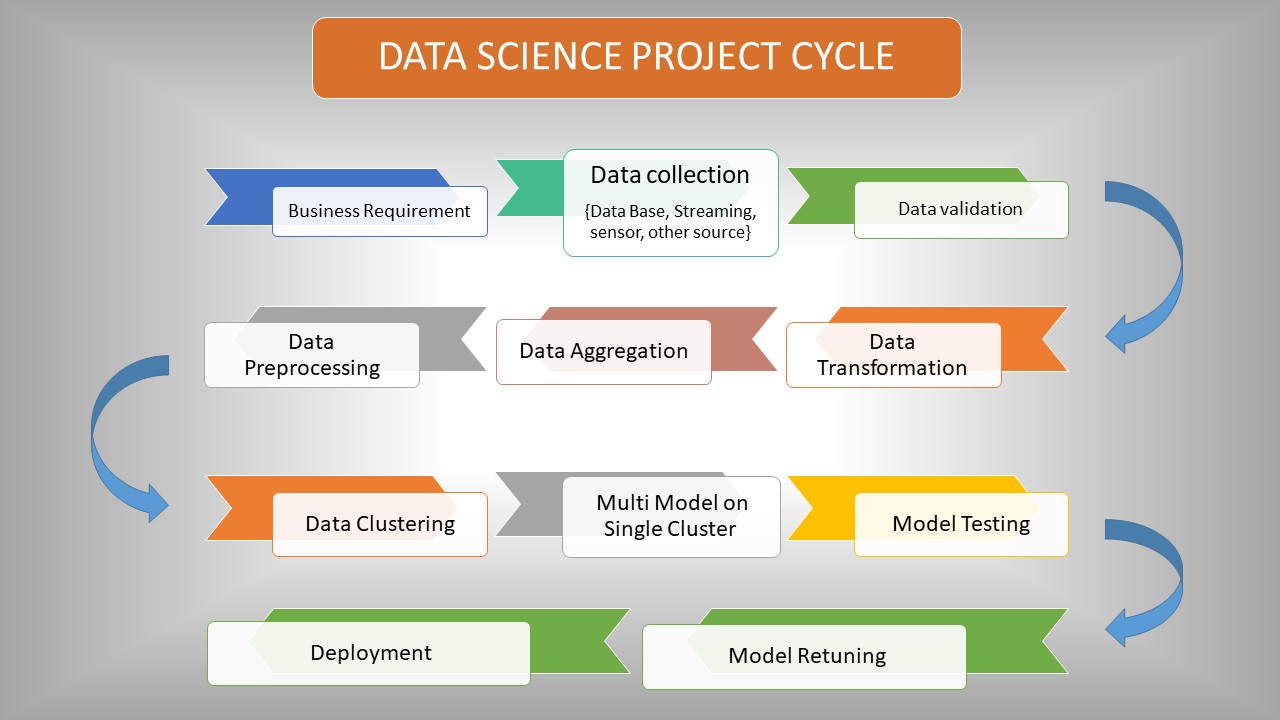 DATA SCIENCE PROJECT CYCLE
Business Requirement
Data collection
{Data Base, Streaming,
sensor, other source}
Data validation
Data
Transformation
Data Aggregation
Data
Preprocessing
Data Clustering
Multi Model on
Single Cluster
Model Testing
Model Retuning
Deployment